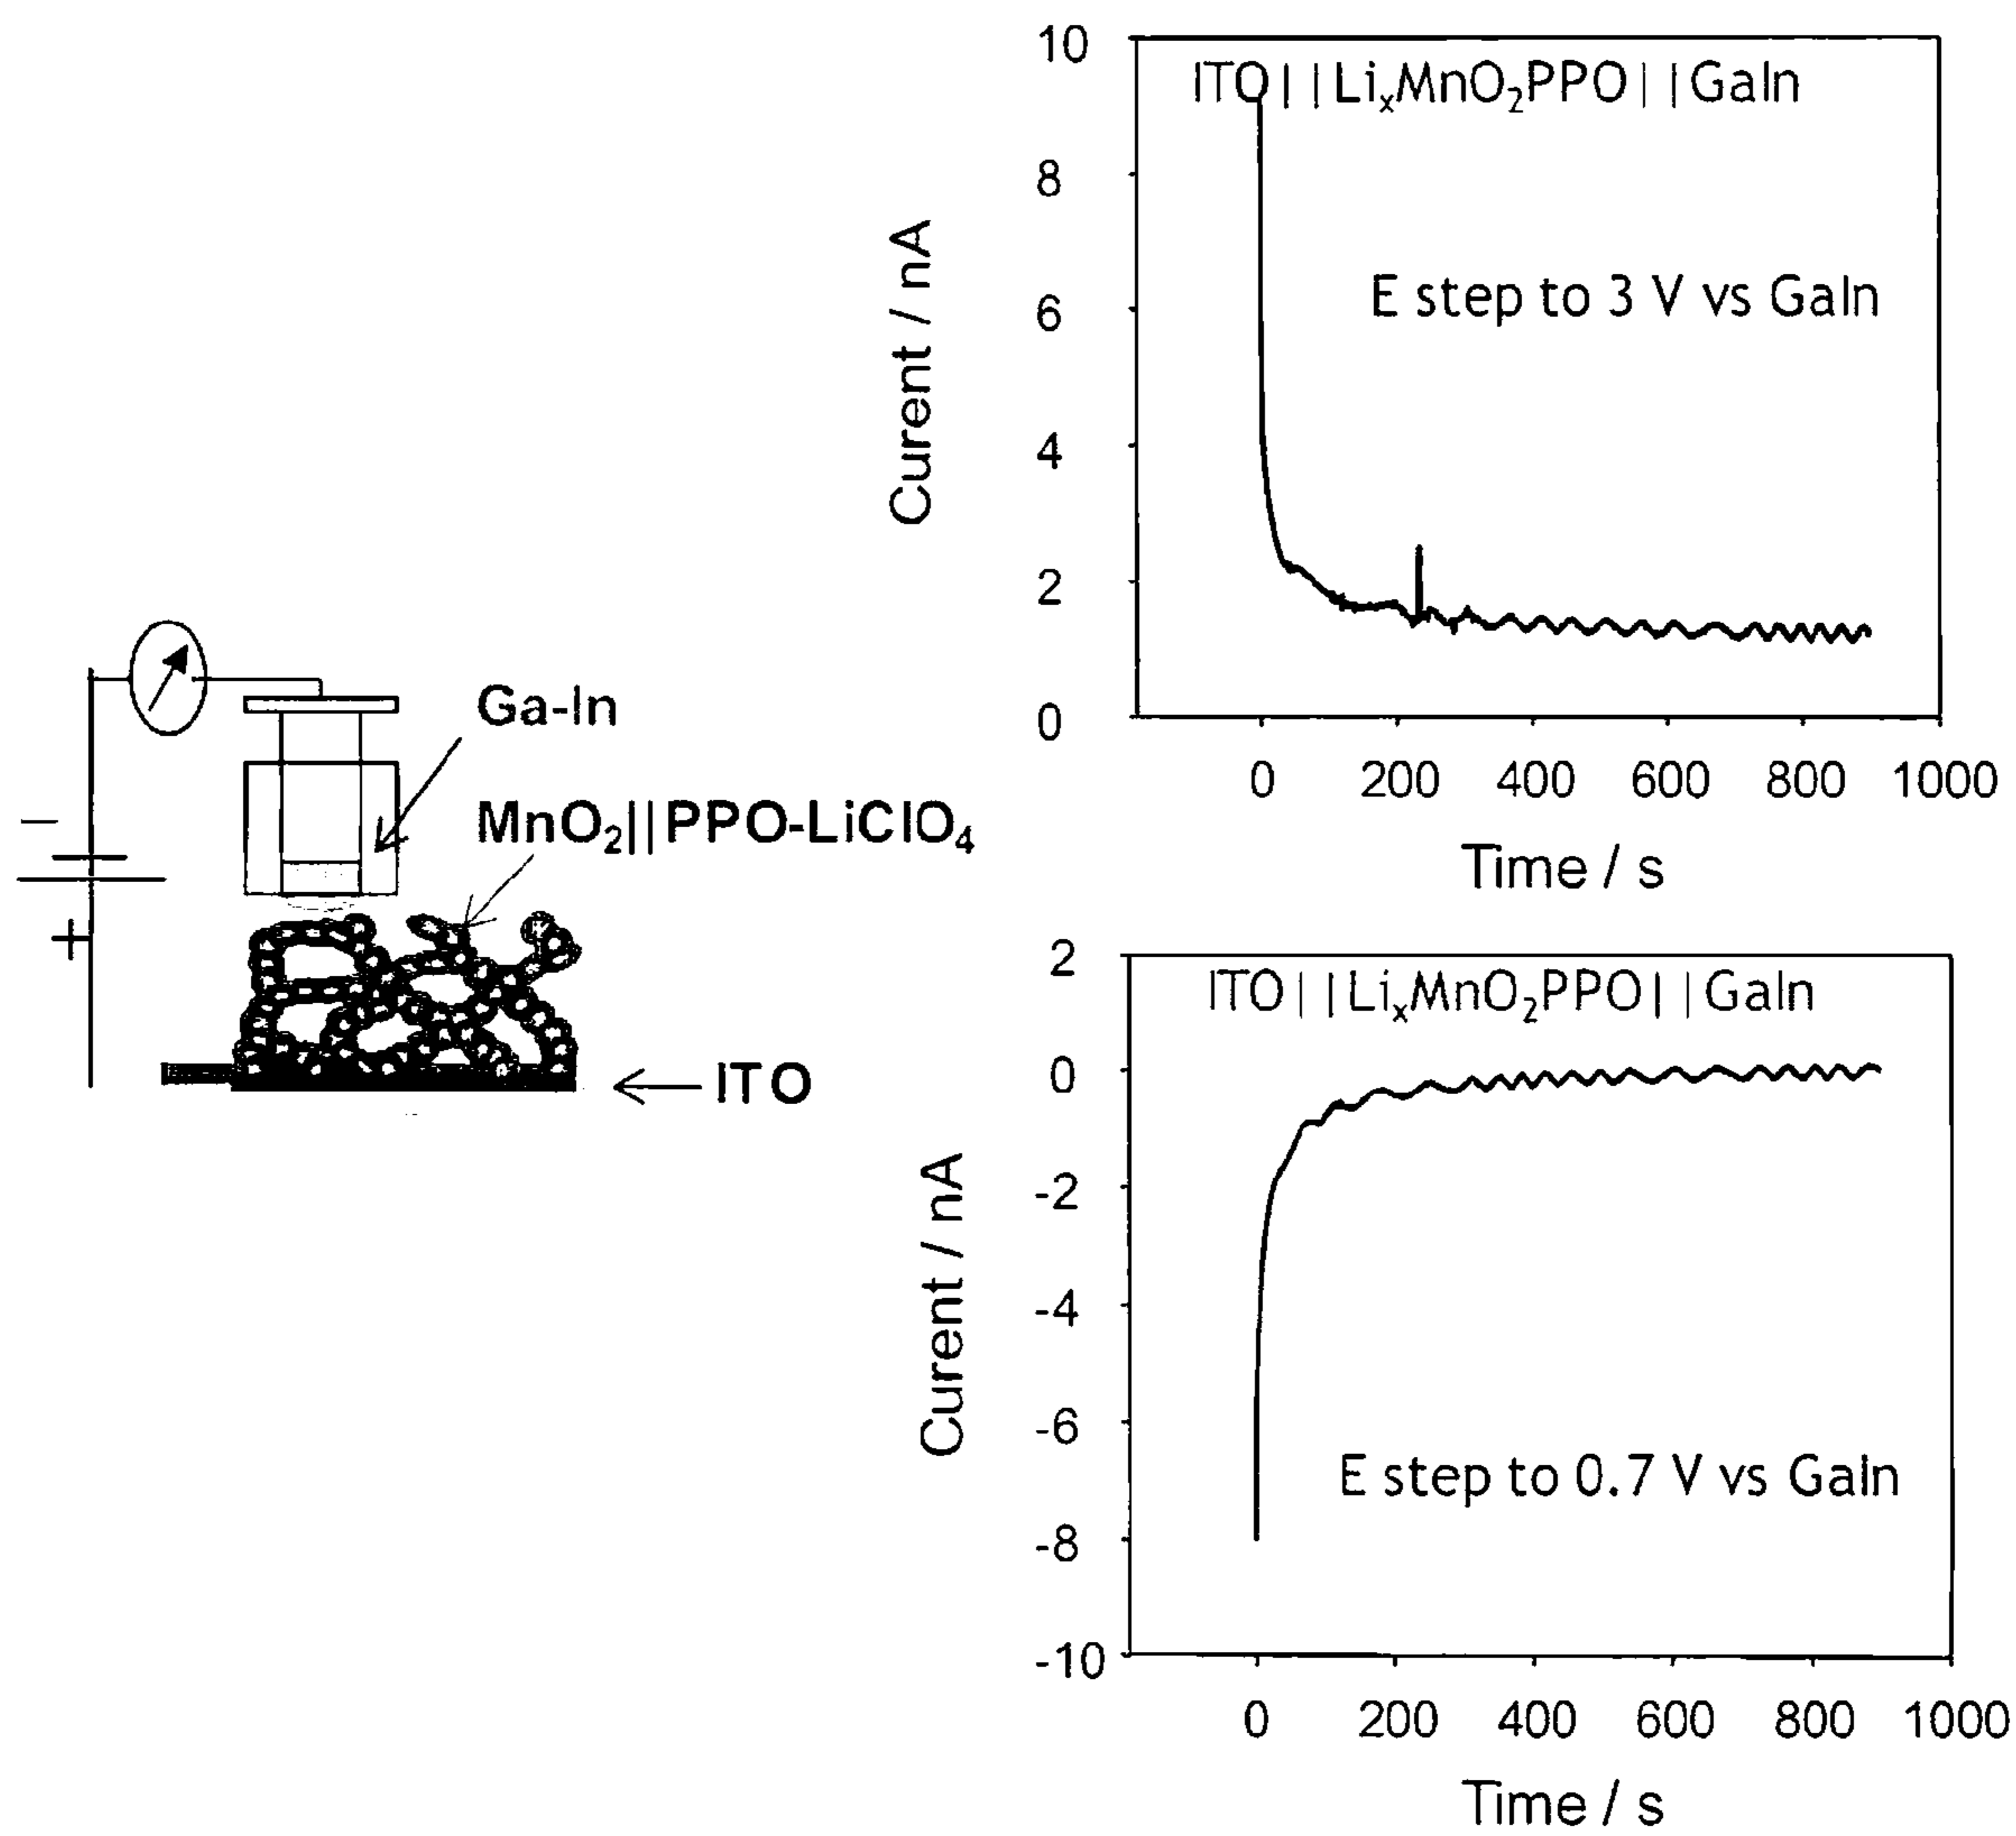 Ga-In
MnO₂||PPO-LiClO₄
ITO
−
+
10
8
6
4
2
0
Curent / nA
ITO|||LiₓMnO₂PPO||GaIn
E step to 3 V vs GaIn
0 200 400 600 800 1000
Time / s
2
0
-2
-4
-6
-8
-10
Curent / nA
ITO|||LiₓMnO₂PPO||GaIn
E step to 0.7 V vs GaIn
0 200 400 600 800 1000
Time / s